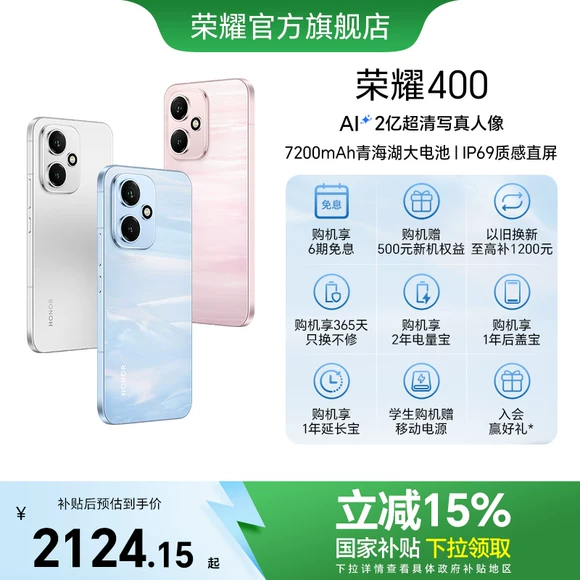 荣耀官方旗舰店
荣耀400
AI 2亿超清写真人像
7200mAh青海湖大电池 | IP69质感直屏
免息
购机享
6期免息
购机赠
500元新机权益
以旧换新
至高补1200元
购机享365天
只换不修
购机享
2年电量宝
购机享
1年后盖宝
购机享
1年延长宝
学生购机赠
移动电源
入会
赢好礼*
HONOR
HONOR
补贴后预估到手价
¥2124.15起
立减15%
国家补贴 下拉领取
下拉详情查看具体政府补贴地区